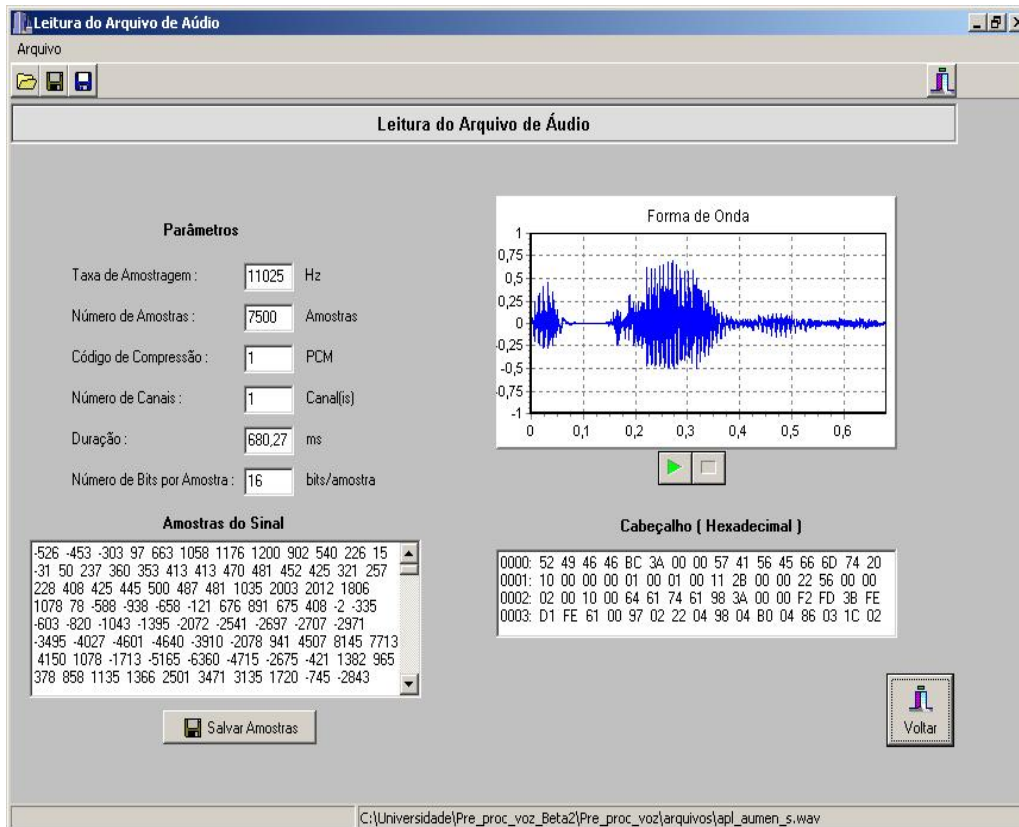 Leitura do Arquivo de Aúdio
Arquivo
Leitura do Arquivo de Áudio
Parâmetros
Taxa de Amostragem : 11025 Hz
Número de Amostras : 7500 Amostras
Código de Compressão : 1 PCM
Número de Canais : 1 Canal(is)
Duração : 680,27 ms
Número de Bits por Amostra : 16 bits/amostra
Forma de Onda
1
0,75
0,5
0,25
0
-0,25
-0,5
-0,75
-1
0 0,1 0,2 0,3 0,4 0,5 0,6
Amostras do Sinal
-526 -453 -303 97 663 1058 1176 1200 902 540 226 15
-31 50 237 360 353 413 413 470 481 452 425 321 257
228 408 425 445 500 487 481 1035 2003 2012 1806
1078 78 -588 -938 -658 -121 676 891 675 408 -2 -335
-603 -820 -1043 -1395 -2072 -2541 -2697 -2707 -2971
-3495 -4027 -4601 -4640 -3910 -2078 941 4507 8145 7713
4150 1078 -1713 -5165 -6360 -4715 -2675 -421 1382 965
378 858 1135 1366 2501 3471 3135 1720 -745 -2843
Salvar Amostras
Cabeçalho ( Hexadecimal )
0000: 52 49 46 46 BC 3A 00 00 57 41 56 45 66 6D 74 20
0001: 10 00 00 00 01 00 01 00 11 2B 00 00 22 56 00 00
0002: 02 00 10 00 64 61 74 61 98 3A 00 00 F2 FD 3B FE
0003: D1 FE 61 00 97 02 22 04 98 04 B0 04 86 03 1C 02
Voltar
C:\Universidade\Pre_proc_voz_Beta2\Pre_proc_voz\arquivos\apl_aumen_s.wav